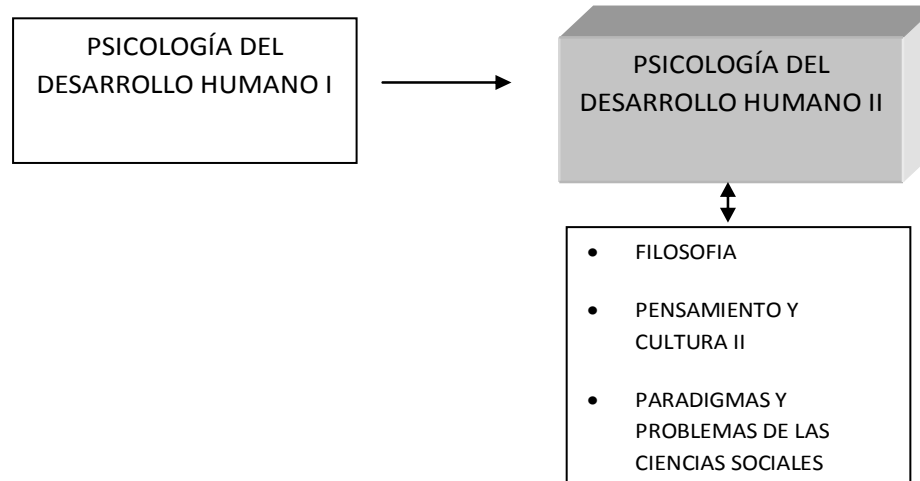 PSICOLOGÍA DEL
DESARROLLO HUMANO I
PSICOLOGÍA DEL
DESARROLLO HUMANO II
• FILOSOFIA
• PENSAMIENTO Y
CULTURA II
• PARADIGMAS Y
PROBLEMAS DE LAS
CIENCIAS SOCIALES